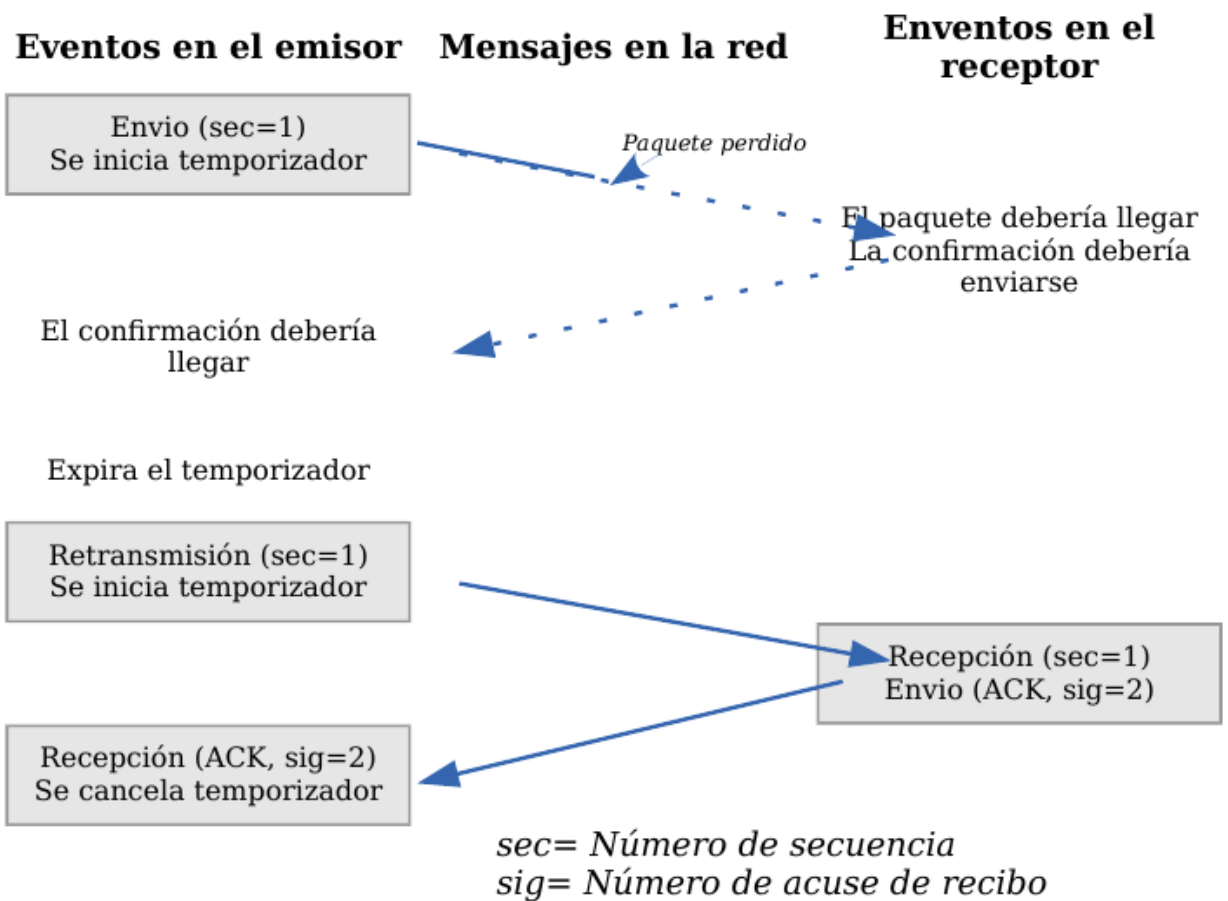 Eventos en el emisor
Mensajes en la red
Enventos en el
receptor
Envio (sec=1)
Se inicia temporizador
Paquete perdido
El paquete debería llegar
La confirmación debería
enviarse
El confirmación debería
llegar
Expira el temporizador
Retransmisión (sec=1)
Se inicia temporizador
Recepción (sec=1)
Envio (ACK, sig=2)
Recepción (ACK, sig=2)
Se cancela temporizador
sec= Número de secuencia
sig= Número de acuse de recibo